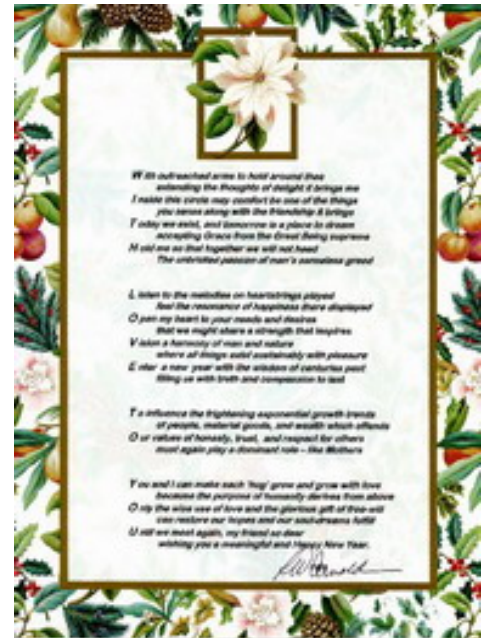 With outreached arms to hold around thee
extending the thoughts of delight it brings me
Inside this circle may comfort be one of the things
you sense along with the friendship it brings
Today we exist, and tomorrow is a place to dream
accepting Grace from the Great Being supreme
Hold me so that together we will not heed
The unbridled passion of man's senseless greed
Listen to the melodies on heartstrings played
feel the resonance of happiness there displayed
Open my heart to your needs and desires
that we might share a strength that inspires
Vision a harmony of man and nature
where all things exist sustainably with pleasure
Enter a new year with the wisdom of centuries past
filling us with truth and compassion to last
To influence the frightening exponential growth trends
of people, material goods, and wealth which offends
Our values of honesty, trust, and respect for others
must again play a dominant role – like Mothers
You and I can make each 'hug' grow and grow with love
because the purpose of humanity derives from above
Only the wise use of love and the glorious gift of free-will
can restore our hopes and our soul-dreams fulfill
Until we meet again, my friend so dear
wishing you a meaningful and Happy New Year.